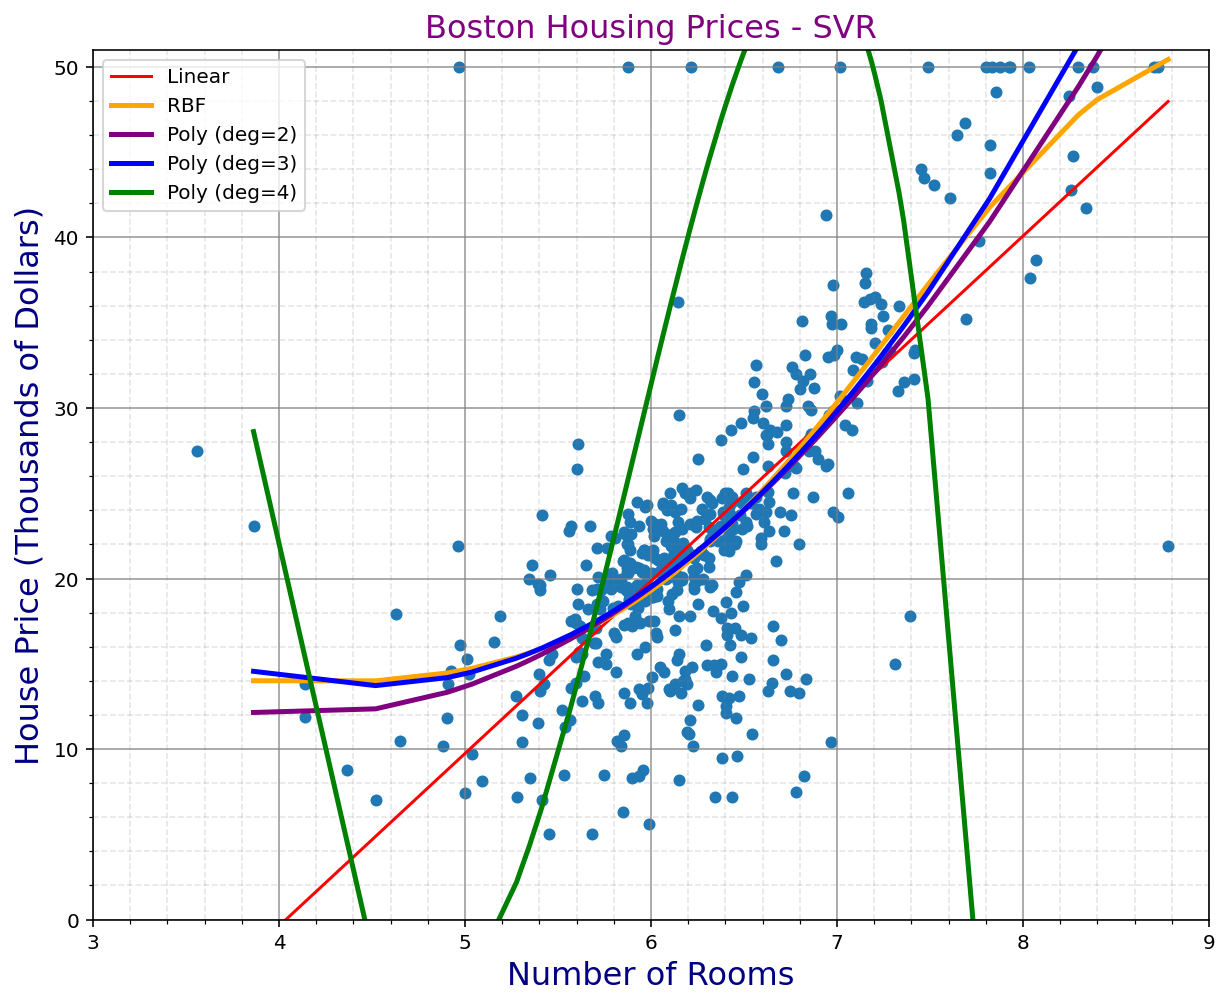 Boston Housing Prices - SVR
Linear
RBF
Poly (deg=2)
Poly (deg=3)
Poly (deg=4)
House Price (Thousands of Dollars)
50
40
30
20
10
0
3 4 5 6 7 8 9
Number of Rooms